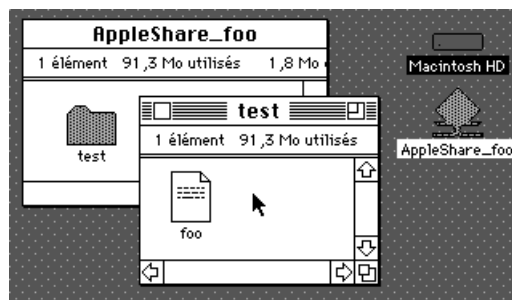 AppleShare_foo
1 élément 91,3 Mo utilisés 1,8 Mo
test
test
1 élément 91,3 Mo utilisés
foo
Macintosh HD
AppleShare_foo